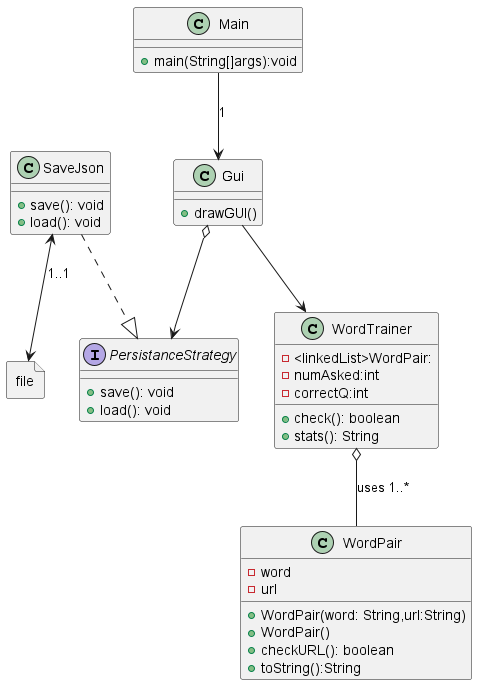 C Main
main(String[]args):void
1
C SaveJson
save(): void
load(): void
C Gui
drawGUI()
1..1
file
I PersistanceStrategy
save(): void
load(): void
C WordTrainer
<linkedList>WordPair:
numAsked:int
correctQ:int
check(): boolean
stats(): String
uses 1..*
C WordPair
word
url
WordPair(word: String,url:String)
WordPair()
checkURL(): boolean
toString():String